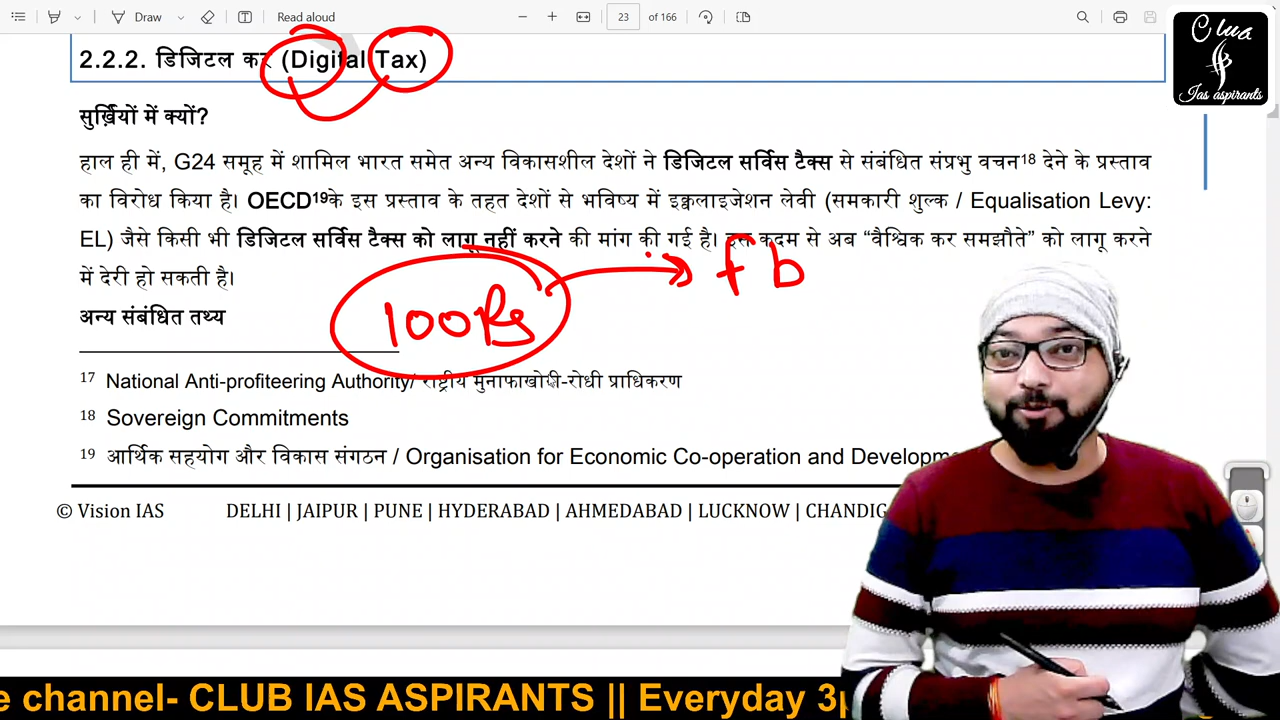 Draw
Read aloud
23 of 166
Clua
Ias aspirants
2.2.2. डिजिटल कर (Digital Tax)
सुर्ख़ियों में क्यों?
हाल ही में, G24 समूह में शामिल भारत समेत अन्य विकासशील देशों ने डिजिटल सर्विस टैक्स से संबंधित संप्रभु वचन18 देने के प्रस्ताव
का विरोध किया है। OECD19के इस प्रस्ताव के तहत देशों से भविष्य में इक्वलाइजेशन लेवी (समकारी शुल्क / Equalisation Levy:
EL) जैसे किसी भी डिजिटल सर्विस टैक्स को लागू नहीं करने की मांग की गई है। इस कदम से अब “वैश्विक कर समझौते” को लागू करने
में देरी हो सकती है।
100Rs fb
अन्य संबंधित तथ्य
17 National Anti-profiteering Authority/ राष्ट्रीय मुनाफाखोरी-रोधी प्राधिकरण
18 Sovereign Commitments
19 आर्थिक सहयोग और विकास संगठन / Organisation for Economic Co-operation and Developm
© Vision IAS DELHI | JAIPUR | PUNE | HYDERABAD | AHMEDABAD | LUCKNOW | CHANDIG
e channel- CLUB IAS ASPIRANTS || Everyday 3p